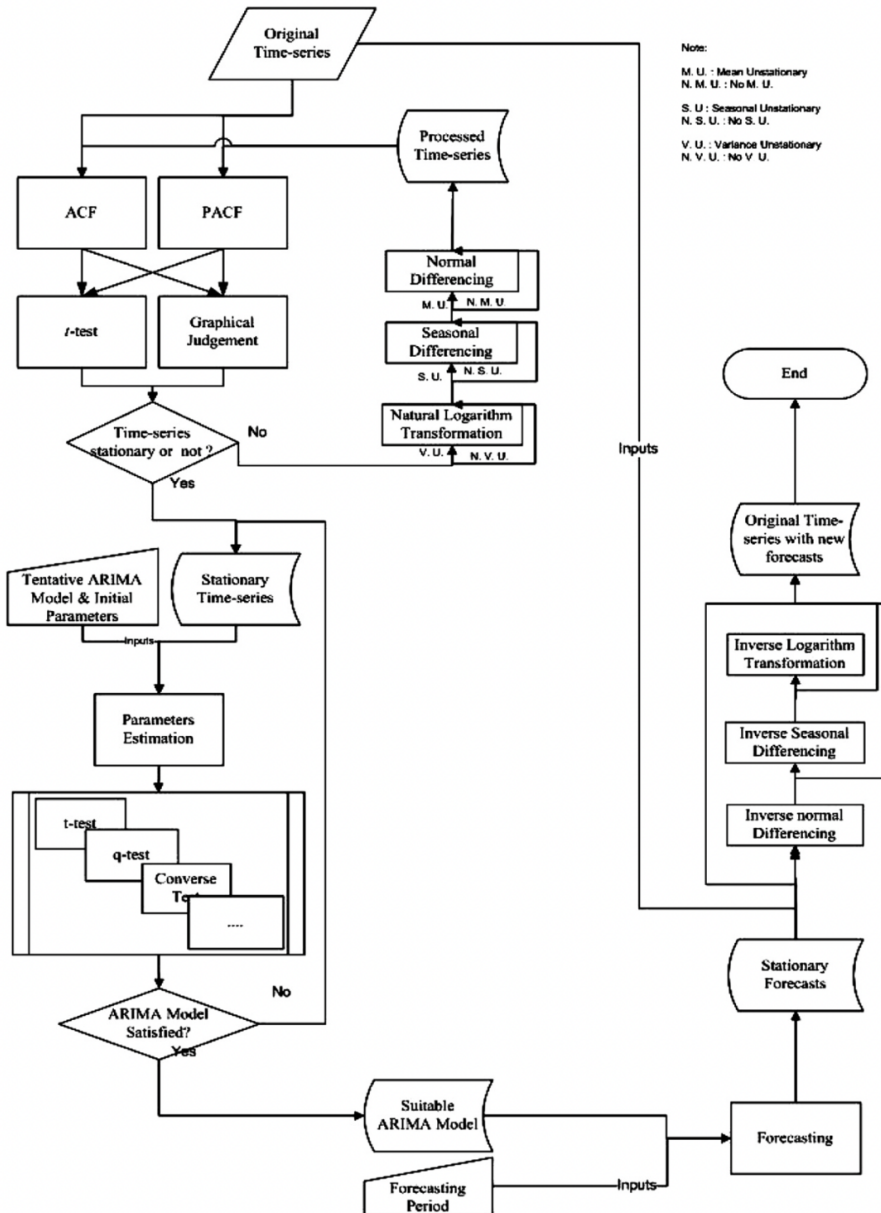 Original
Time-series
Note:
M. U. : Mean Unstationary
N. M. U. : No M. U.
S. U : Seasonal Unstationary
N. S. U. : No S. U.
V. U. : Variance Unstationary
N. V. U. : No V U.
Processed
Time-series
ACF
PACF
Normal
Differencing
M. U.
N. M. U.
t-test
Graphical
Judgement
Seasonal
Differencing
S. U.
N. S. U.
Natural Logarithm
Transformation
V. U.
N. V. U.
Time-series
stationary or not ?
No
Yes
Inputs
End
Original Time-
series with new
forecasts
Tentative ARIMA
Model & Initial
Parameters
Stationary
Time-series
Inputs
Inverse Logarithm
Transformation
Parameters
Estimation
Inverse Seasonal
Differencing
Inverse normal
Differencing
t-test
q-test
Converse
Test
....
Stationary
Forecasts
No
ARIMA Model
Satisfied?
Yes
Suitable
ARIMA Model
Forecasting
Forecasting
Period
Inputs